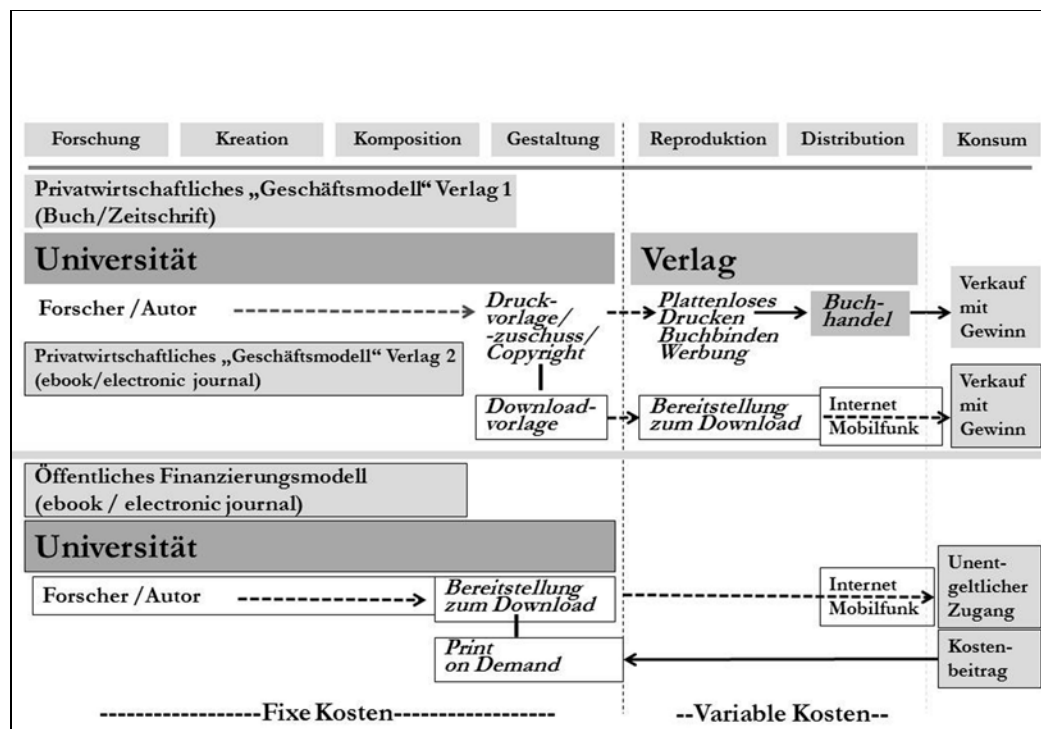 Forschung Kreation Komposition Gestaltung Reproduktion Distribution Konsum
Privatwirtschaftliches „Geschäftsmodell“ Verlag 1
(Buch/Zeitschrift)
Universität
Verlag
Forscher /Autor
Druck-
vorlage/
-zuschuss/
Copyright
Plattenloses
Drucken
Buchbinden
Werbung
Buch-
handel
Verkauf
mit
Gewinn
Privatwirtschaftliches „Geschäftsmodell“ Verlag 2
(ebook/electronic journal)
Download-
vorlage
Bereitstellung
zum Download
Internet
Mobilfunk
Verkauf
mit
Gewinn
Öffentliches Finanzierungsmodell
(ebook / electronic journal)
Universität
Forscher /Autor
Bereitstellung
zum Download
Internet
Mobilfunk
Unent-
geltlicher
Zugang
Print
on Demand
Kosten-
beitrag
Fixe Kosten
Variable Kosten